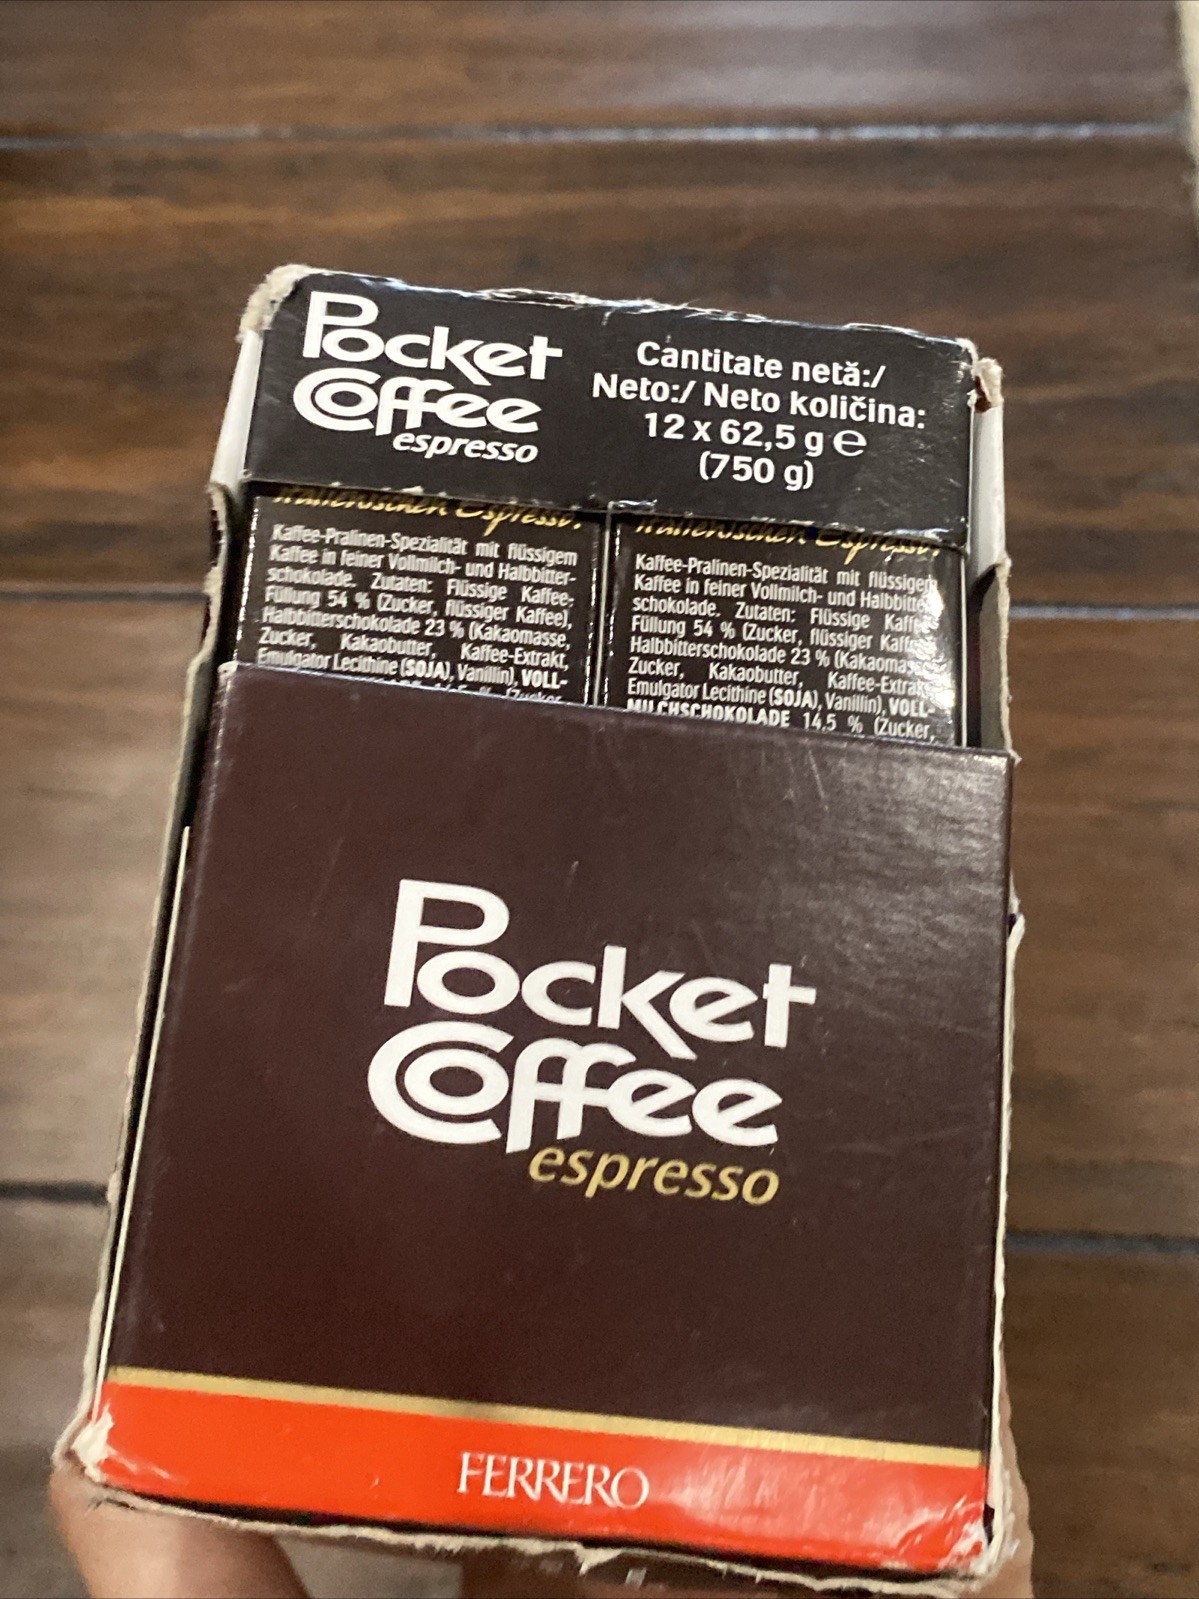 Pocket
Coffee
espresso
Cantitate netă:/
Neto:/ Neto količina:
12 x 62,5 g ℮
(750 g)
Italienischen Espresso!
Kaffee-Pralinen-Spezialität mit flüssigem
Kaffee in feiner Vollmilch- und Halbbitter-
schokolade. Zutaten: Flüssige Kaffee-
Füllung 54 % (Zucker, flüssiger Kaffee),
Halbbitterschokolade 23 % (Kakaomasse,
Zucker, Kakaobutter, Kaffee-Extrakt,
Emulgator Lecithine (SOJA), Vanillin), VOLL-
Italienischen Espresso!
Kaffee-Pralinen-Spezialität mit flüssigem
Kaffee in feiner Vollmilch- und Halbbitter-
schokolade. Zutaten: Flüssige Kaffee-
Füllung 54 % (Zucker, flüssiger Kaffee),
Halbbitterschokolade 23 % (Kakaomasse,
Zucker, Kakaobutter, Kaffee-Extrakt,
Emulgator Lecithine (SOJA), Vanillin), VOLL-
MILCHSCHOKOLADE 14,5 % (Zucker,
Pocket
Coffee
espresso
FERRERO